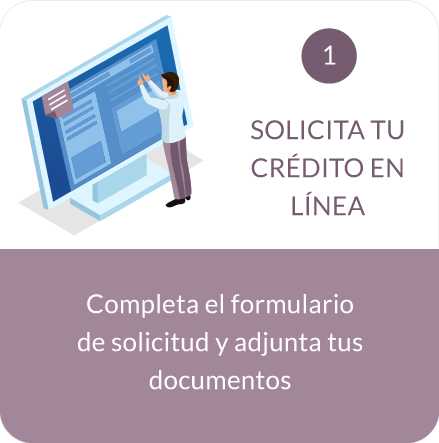 1
SOLICITA TU
CRÉDITO EN
LÍNEA
Completa el formulario
de solicitud y adjunta tus
documentos